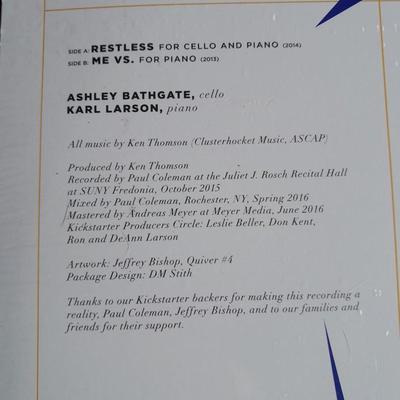 SIDE A: RESTLESS FOR CELLO AND PIANO (2014)
SIDE B: ME VS. FOR PIANO (2013)
ASHLEY BATHGATE, cello
KARL LARSON, piano
All music by Ken Thomson (Clusterhocket Music, ASCAP)
Produced by Ken Thomson
Recorded by Paul Coleman at the Juliet J. Rosch Recital Hall
at SUNY Fredonia, October 2015
Mixed by Paul Coleman, Rochester, NY, Spring 2016
Mastered by Andreas Meyer at Meyer Media, June 2016
Kickstarter Producers Circle: Leslie Beller, Don Kent,
Ron and DeAnn Larson
Artwork: Jeffrey Bishop, Quiver #4
Package Design: DM Stith
Thanks to our Kickstarter backers for making this recording a
reality, Paul Coleman, Jeffrey Bishop, and to our families and
friends for their support.